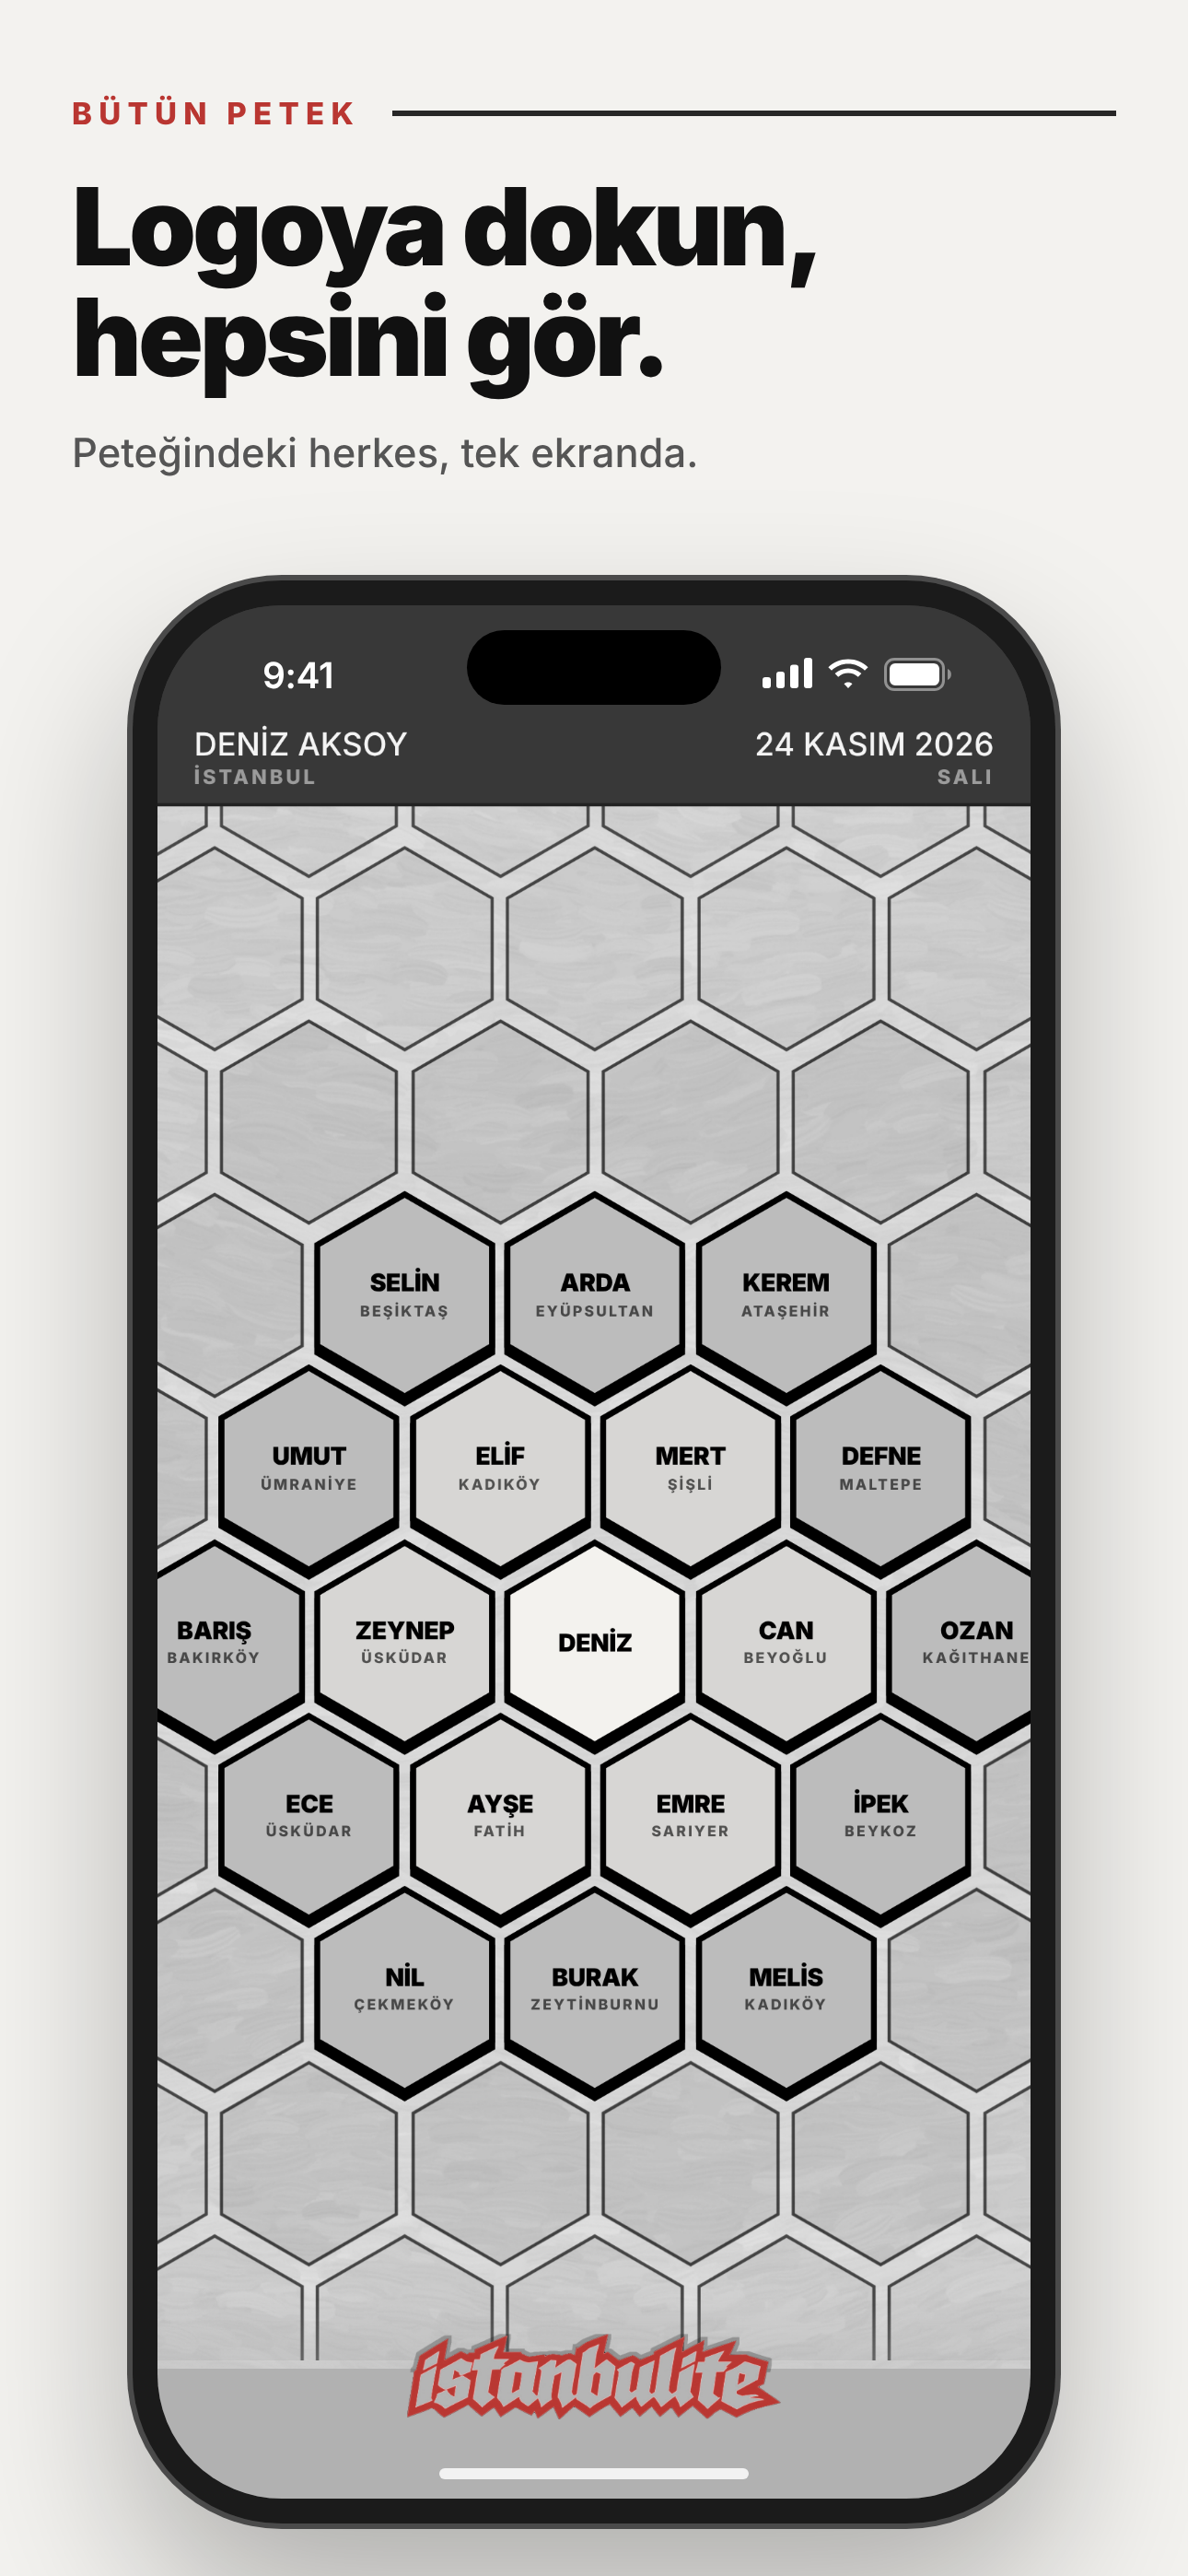 BÜTÜN PETEK
Logoya dokun,
hepsini gör.
Peteğindeki herkes, tek ekranda.
9:41
DENİZ AKSOY
24 KASIM 2026
İSTANBUL
SALI
SELİN
ARDA
KEREM
BEŞİKTAŞ
EYÜPSULTAN
ATAŞEHİR
UMUT
ELİF
MERT
DEFNE
ÜMRANİYE
KADIKÖY
ŞİŞLİ
MALTEPE
BARIŞ
ZEYNEP
DENİZ
CAN
OZAN
BAKIRKÖY
ÜSKÜDAR
BEYOĞLU
KAĞITHANE
ECE
AYŞE
EMRE
İPEK
ÜSKÜDAR
FATİH
SARIYER
BEYKOZ
NİL
BURAK
MELİS
ÇEKMEKÖY
ZEYTİNBURNU
KADIKÖY
istanbulite